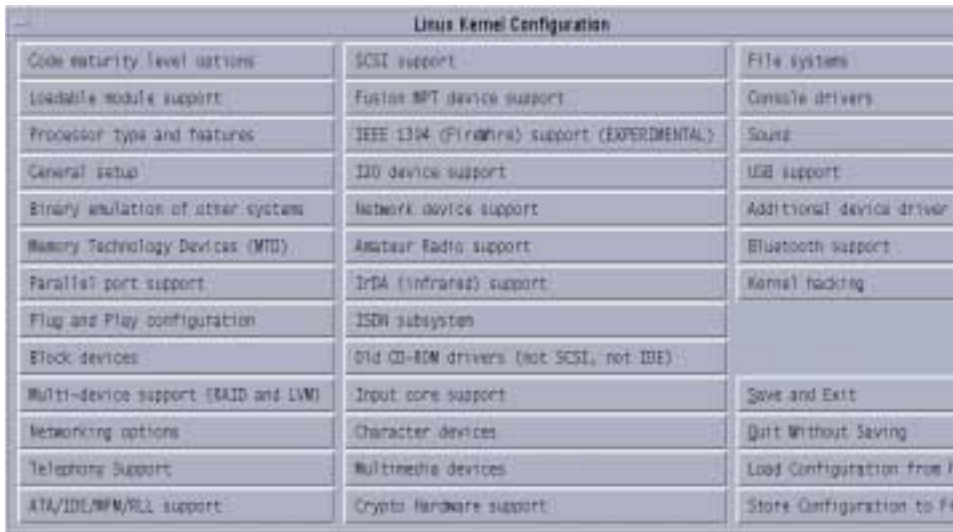 Linux Kernel Configuration
Code maturity level options
Loadable module support
Processor type and features
General setup
Binary emulation of other systems
Memory Technology Devices (MTD)
Parallel port support
Plug and Play configuration
Block devices
Multi-device support (RAID and LVM)
Networking options
Telephony Support
ATA/IDE/MFM/RLL support
SCSI support
Fusion MPT device support
IEEE 1394 (FireWire) support (EXPERIMENTAL)
I2O device support
Network device support
Amateur Radio support
IrDA (infrared) support
ISDN subsystem
Old CD-ROM drivers (not SCSI, not IDE)
Input core support
Character devices
Multimedia devices
Crypto Hardware support
File systems
Console drivers
Sound
USB support
Additional device driver
Bluetooth support
Kernel hacking
Save and Exit
Quit Without Saving
Load Configuration from
Store Configuration to